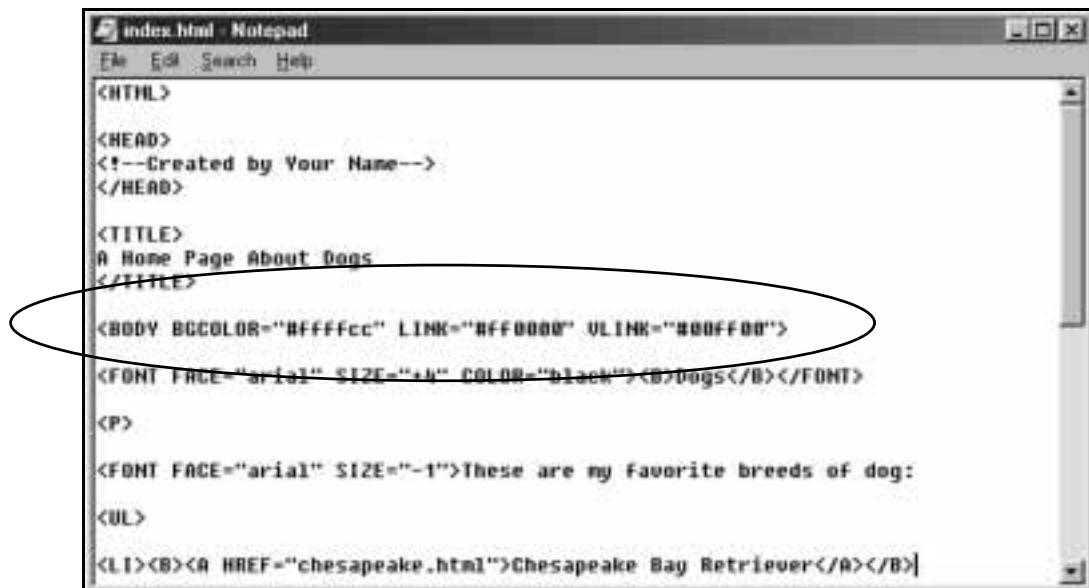 index.html - Notepad
File Edit Search Help
<HTML>
<HEAD>
<!--Created by Your Name-->
</HEAD>
<TITLE>
A Home Page About Dogs
</TITLE>
<BODY BGCOLOR="#ffffcc" LINK="#ff0000" VLINK="#00ff00">
<FONT FACE="arial" SIZE="+4" COLOR="black"><B>Dogs</B></FONT>
<P>
<FONT FACE="arial" SIZE="-1">These are my favorite breeds of dog:
<UL>
<LI><B><A HREF="chesapeake.html">Chesapeake Bay Retriever</A></B>